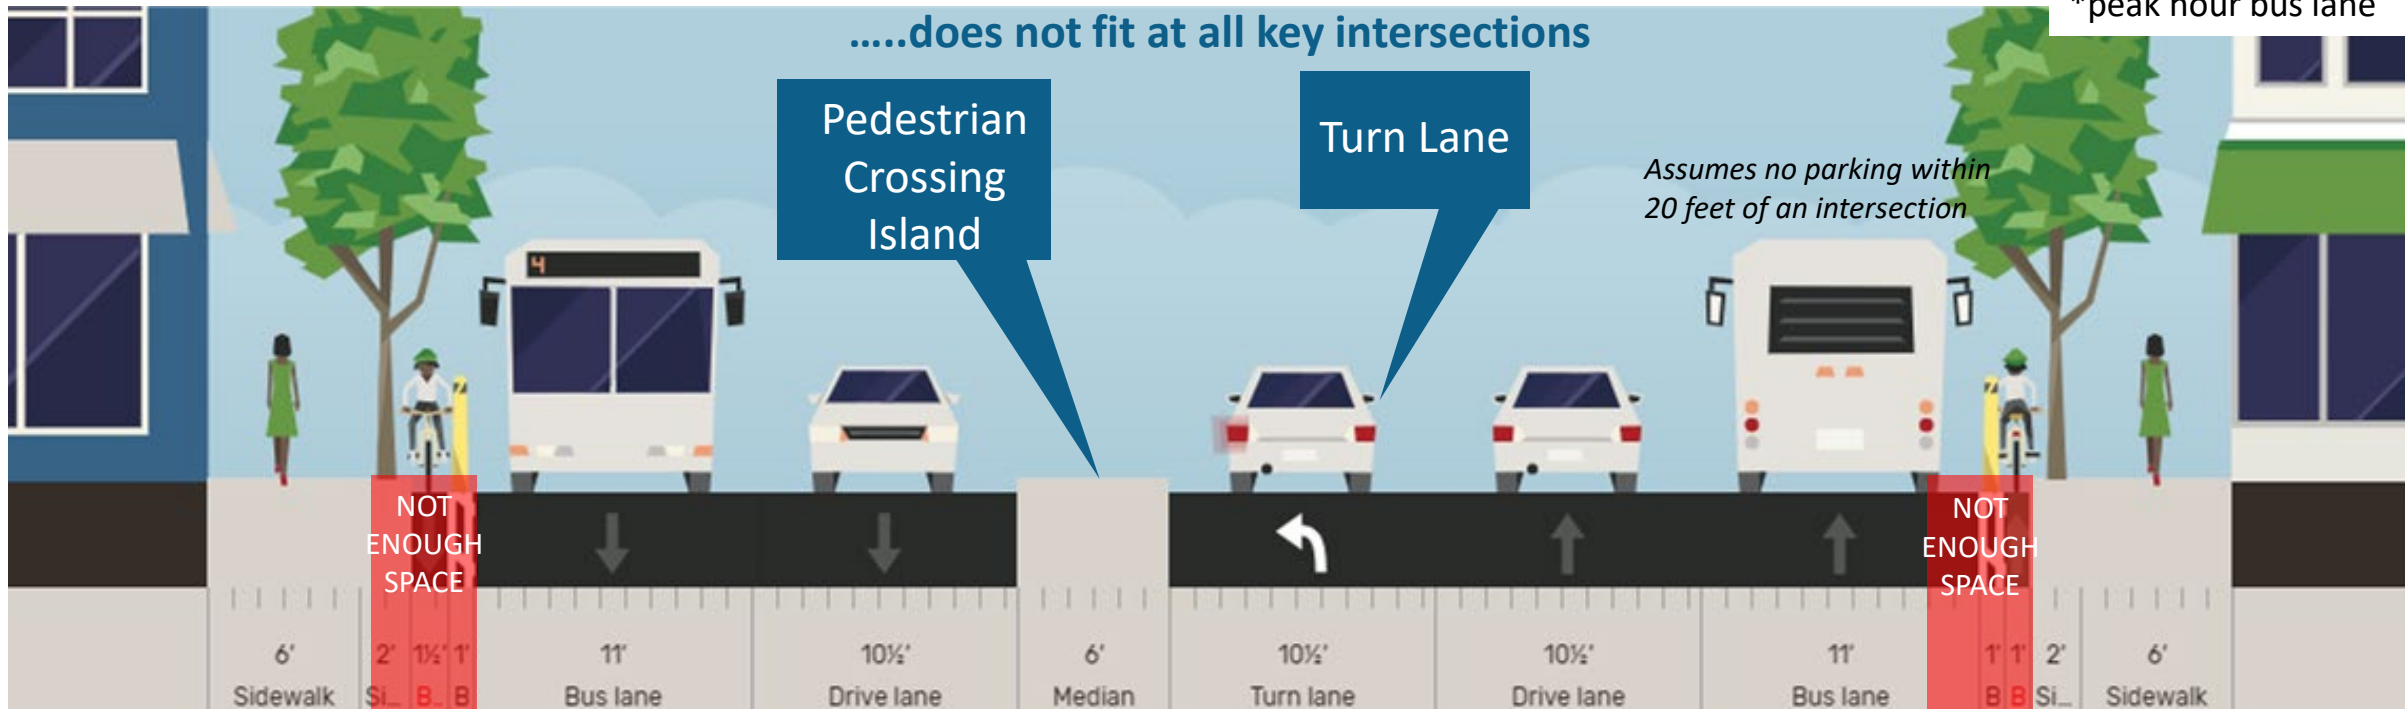 *peak hour bus lane
.....does not fit at all key intersections
Pedestrian
Crossing
Island
Turn Lane
Assumes no parking within
20 feet of an intersection
4
NOT
ENOUGH
SPACE
NOT
ENOUGH
SPACE
6' 2' 1½' 1' 11' 10½' 6' 10½' 10½' 11' 1' 1' 2' 6'
Sidewalk Si... B... B Bus lane Drive lane Median Turn lane Drive lane Bus lane B B Si... Sidewalk